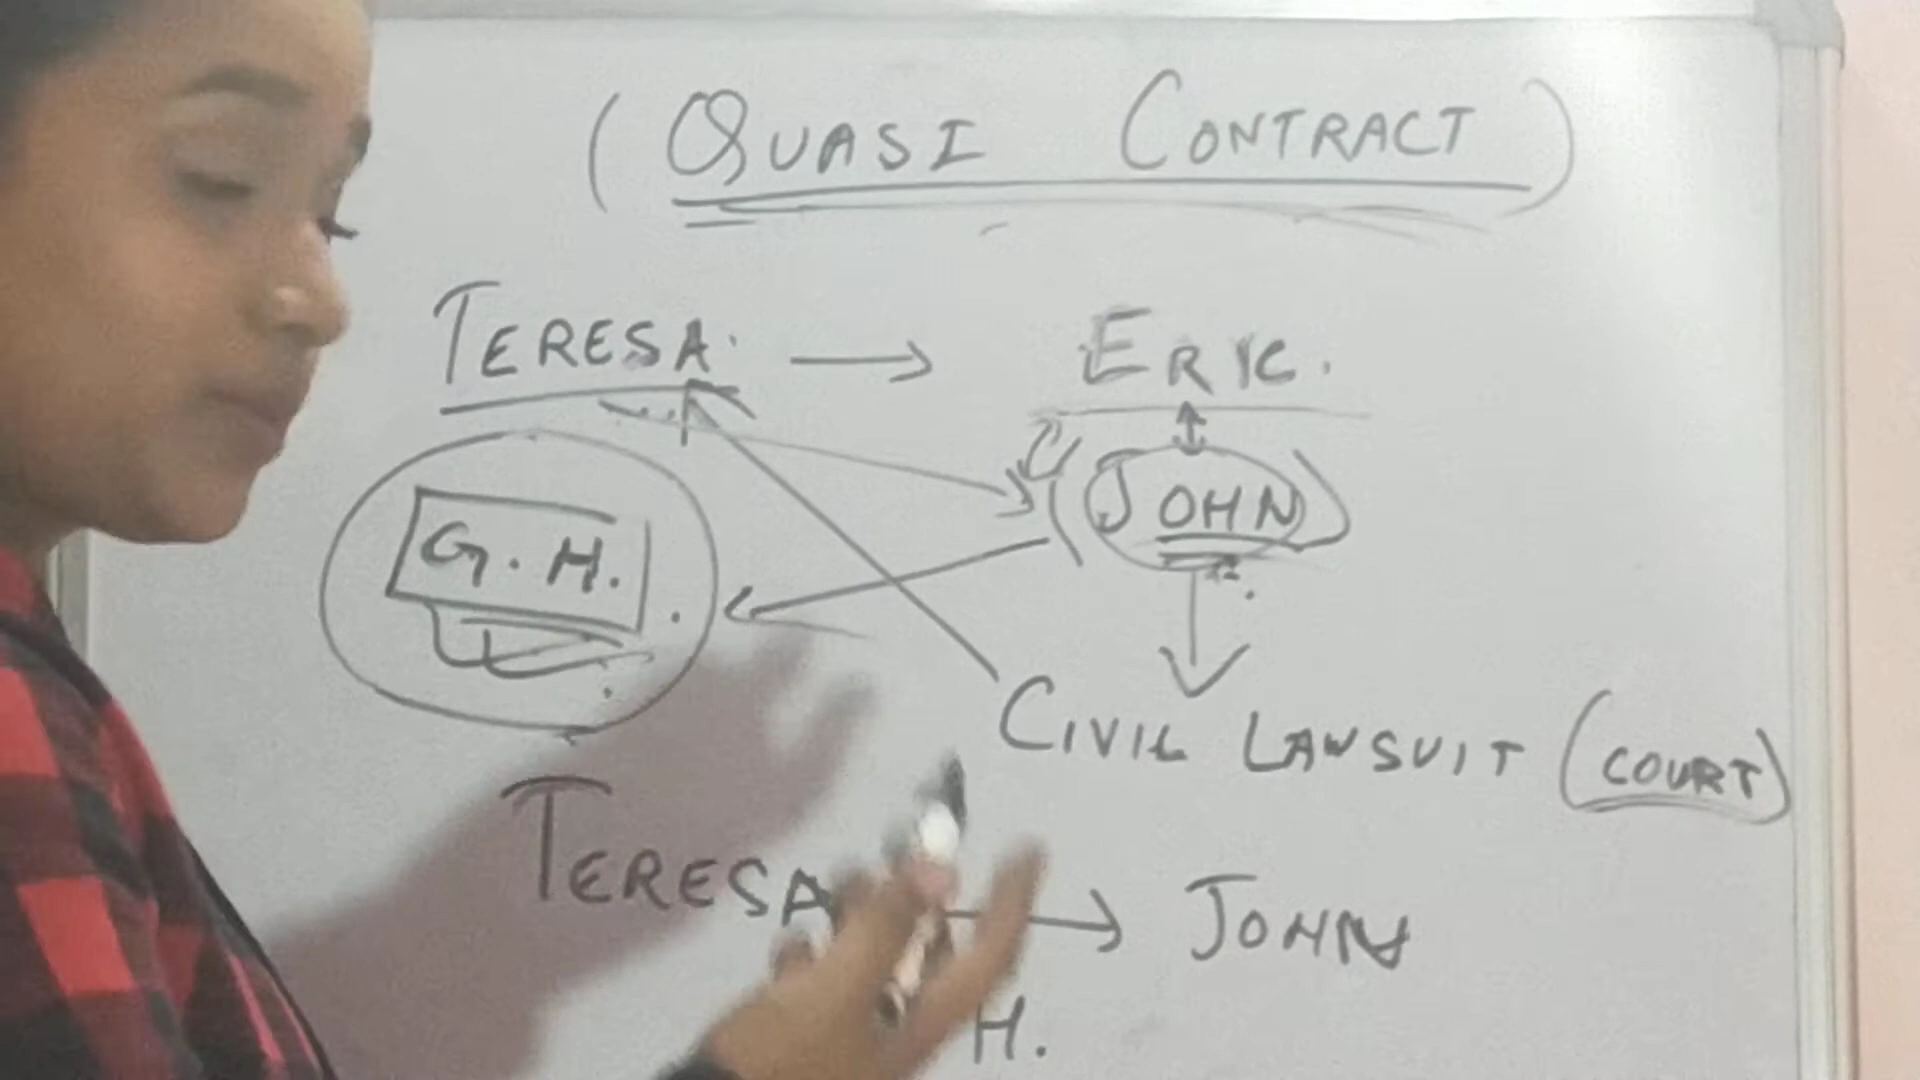 (QUASI CONTRACT)
TERESA. → ERIC.
(JOHN)
G.H.
CIVIL LAWSUIT (COURT)
TERESA → JOHN
H.